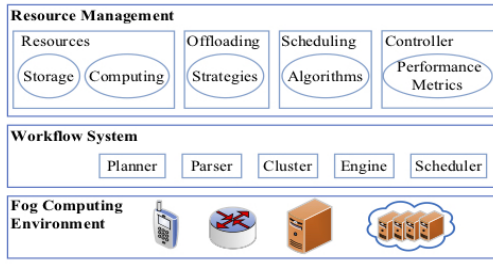 Resource Management
Resources
Storage
Computing
Offloading
Strategies
Scheduling
Algorithms
Controller
Performance
Metrics
Workflow System
Planner
Parser
Cluster
Engine
Scheduler
Fog Computing
Environment